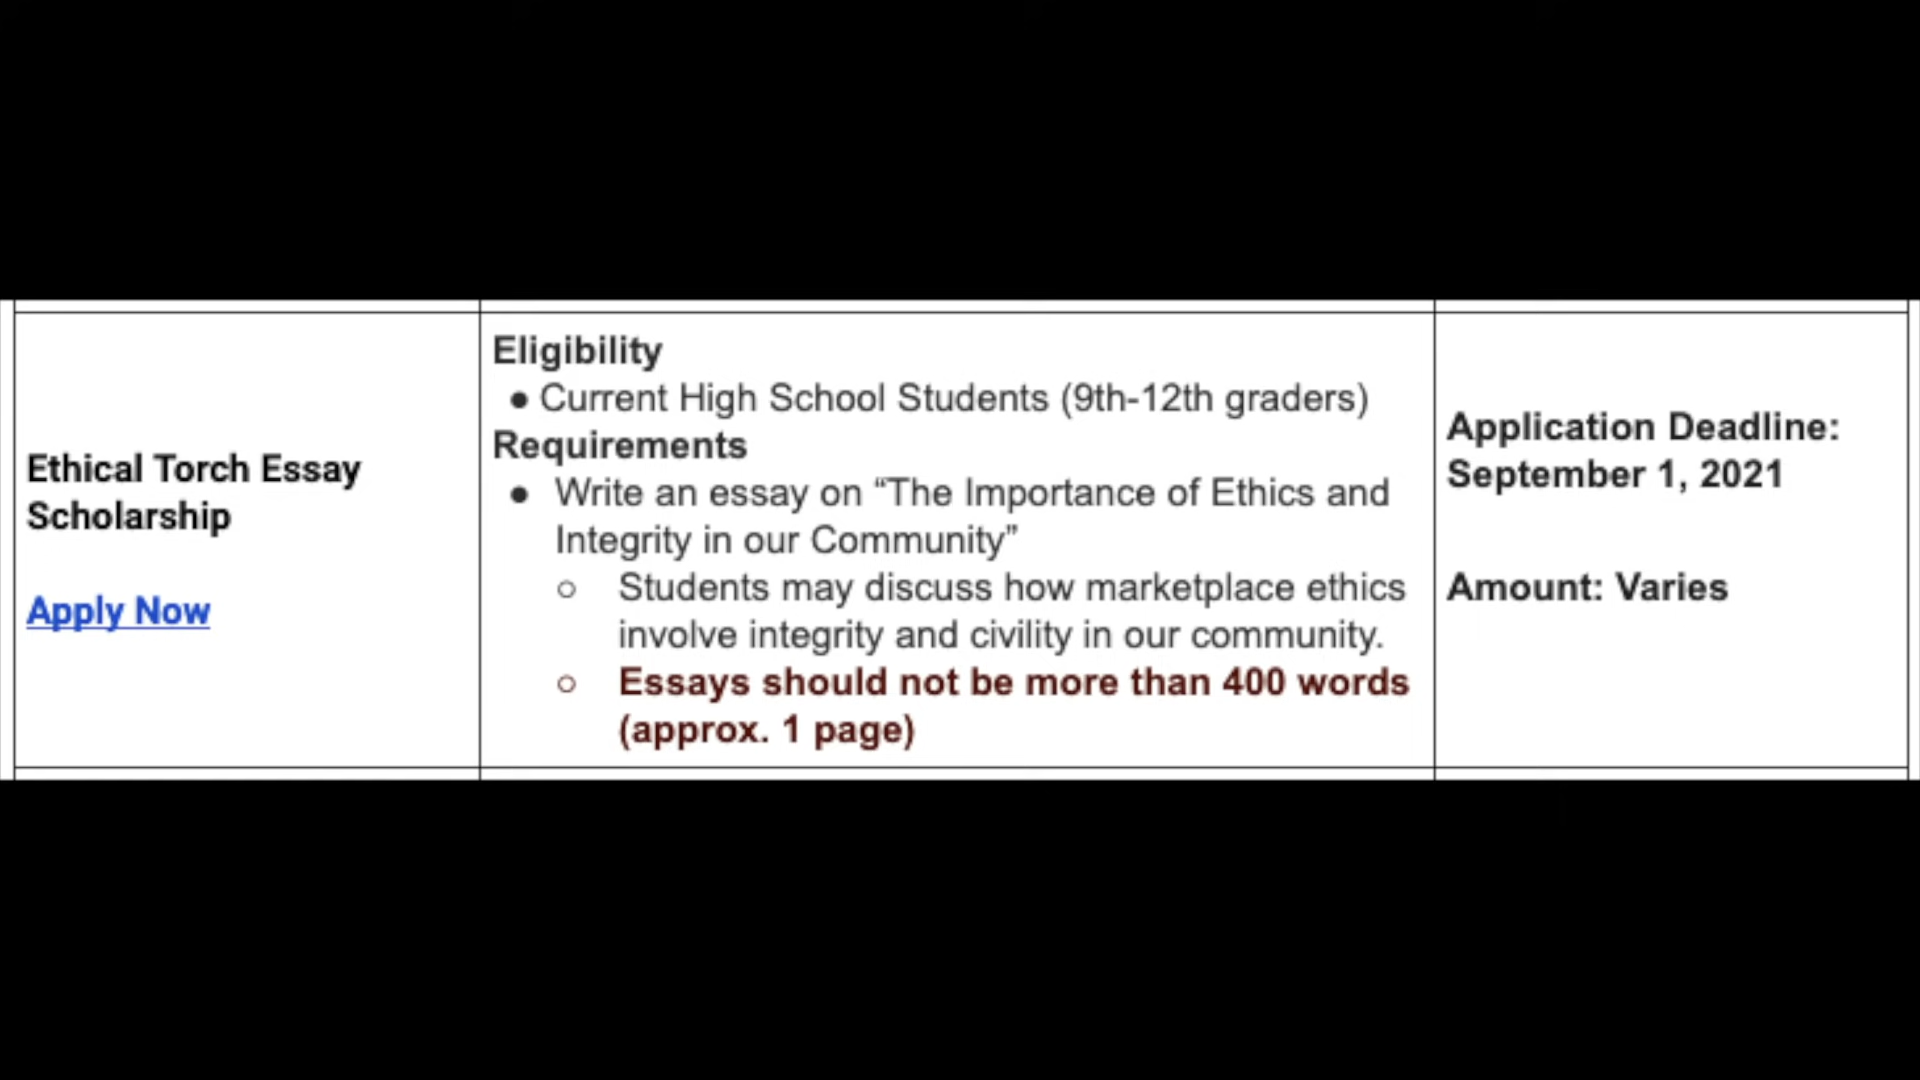 Ethical Torch Essay
Scholarship
Apply Now
Eligibility
● Current High School Students (9th-12th graders)
Requirements
● Write an essay on “The Importance of Ethics and
Integrity in our Community”
○ Students may discuss how marketplace ethics
involve integrity and civility in our community.
○ Essays should not be more than 400 words
(approx. 1 page)
Application Deadline:
September 1, 2021
Amount: Varies